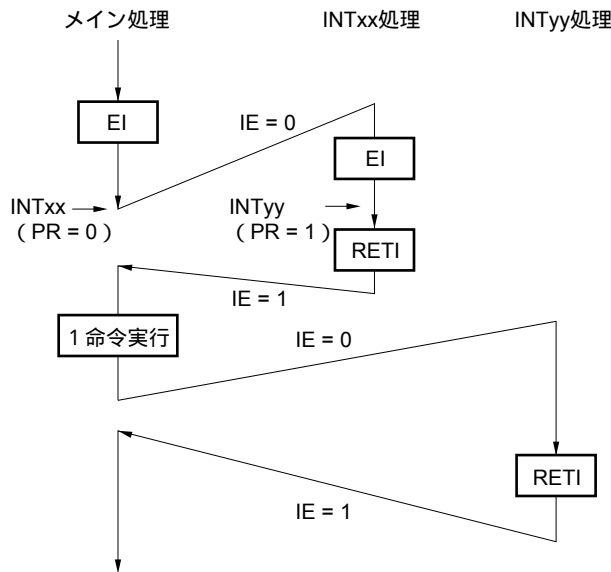 メイン処理 INTxx処理 INTyy処理
EI
IE = 0
EI
INTxx
（PR = 0）
INTyy
（PR = 1）
RETI
IE = 1
1 命令実行
IE = 0
RETI
IE = 1